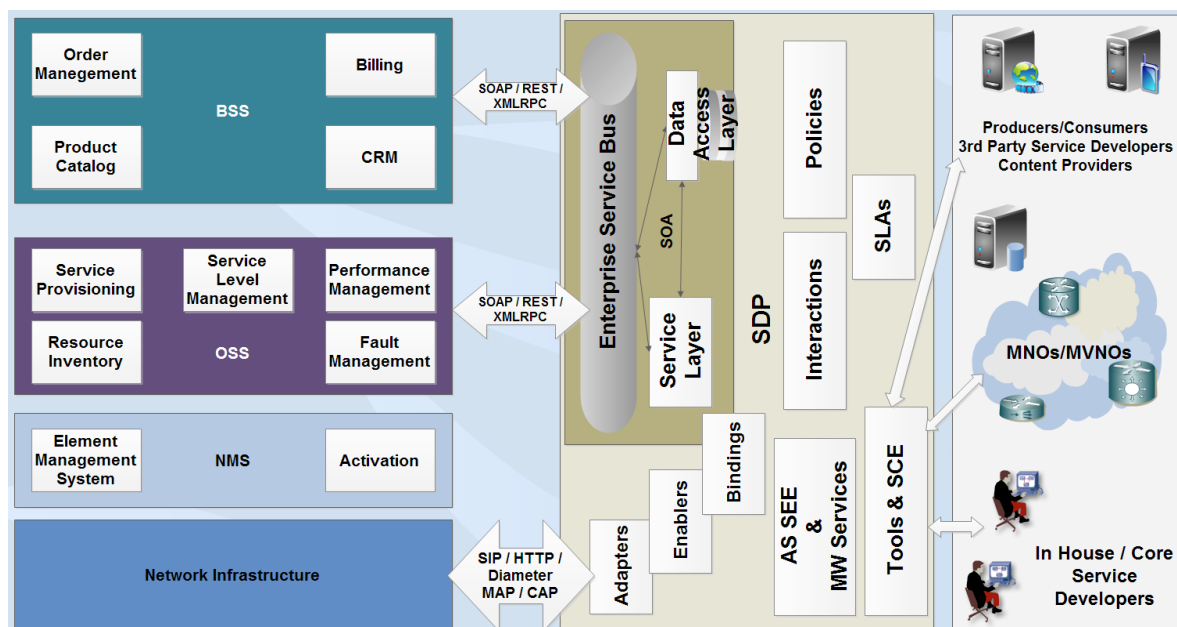 Order
Manegement
Billing
BSS
Product
Catalog
CRM
SOAP / REST /
XMLRPC
Service
Provisioning
Service
Level
Management
Performance
Management
Resource
Inventory
OSS
Fault
Management
SOAP / REST /
XMLRPC
Element
Management
System
NMS
Activation
Network Infrastructure
SIP / HTTP /
Diameter
MAP / CAP
Enterprise Service Bus
Data
Access
Layer
SOA
Service
Layer
SDP
Policies
SLAs
Interactions
Bindings
Enablers
Adapters
AS SEE
&
MW Services
Tools & SCE
Producers/Consumers
3rd Party Service Developers
Content Providers
MNOs/MVNOs
In House / Core
Service
Developers